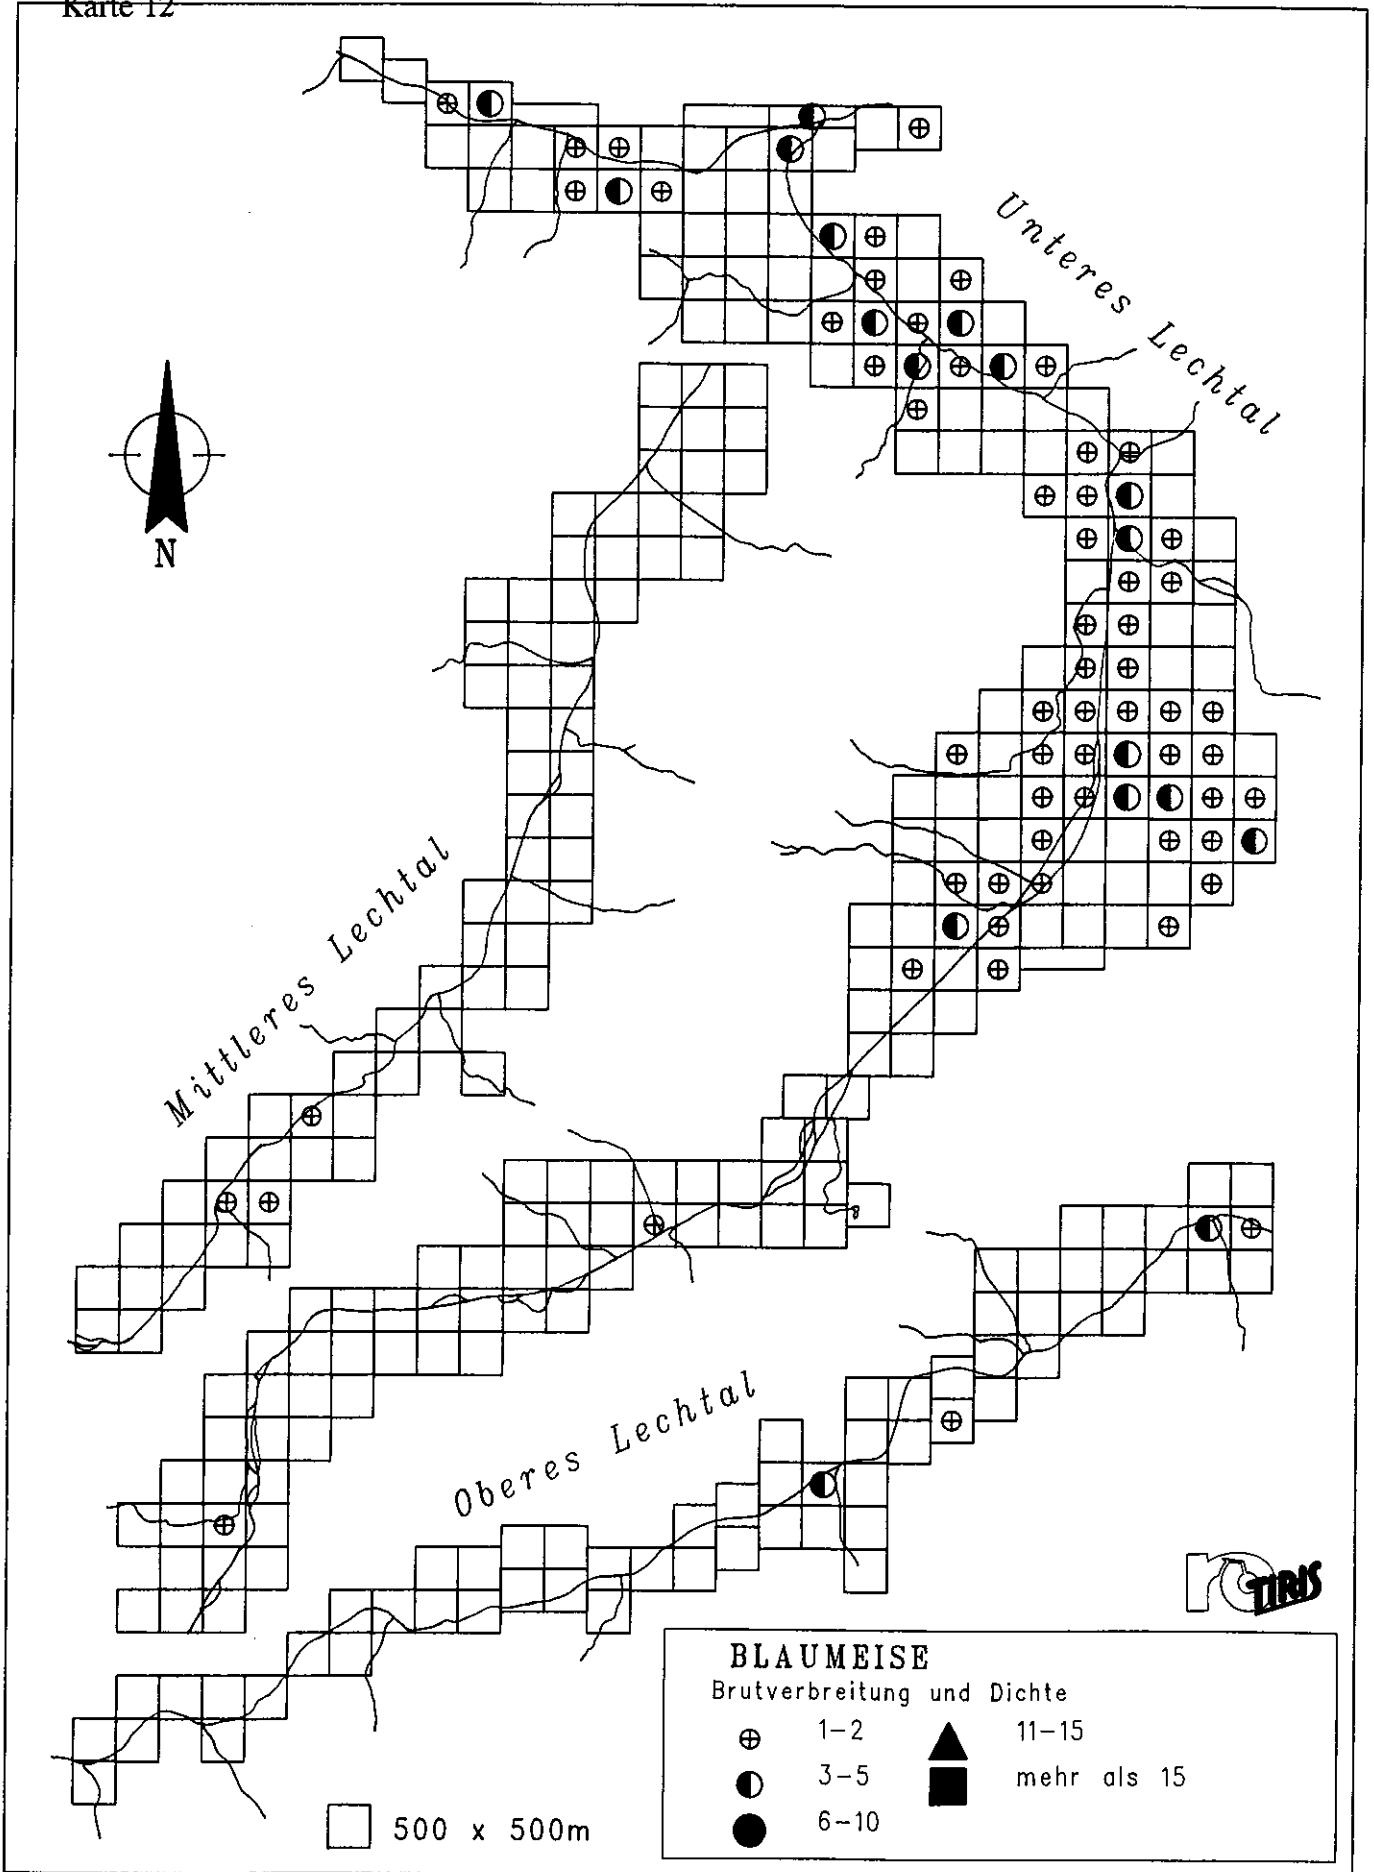 Karte 12
Unteres Lechtal
N
Mittleres Lechtal
Oberes Lechtal
TIRIS
BLAUMEISE
Brutverbreitung und Dichte
1-2 11-15
3-5 mehr als 15
6-10
500 x 500m